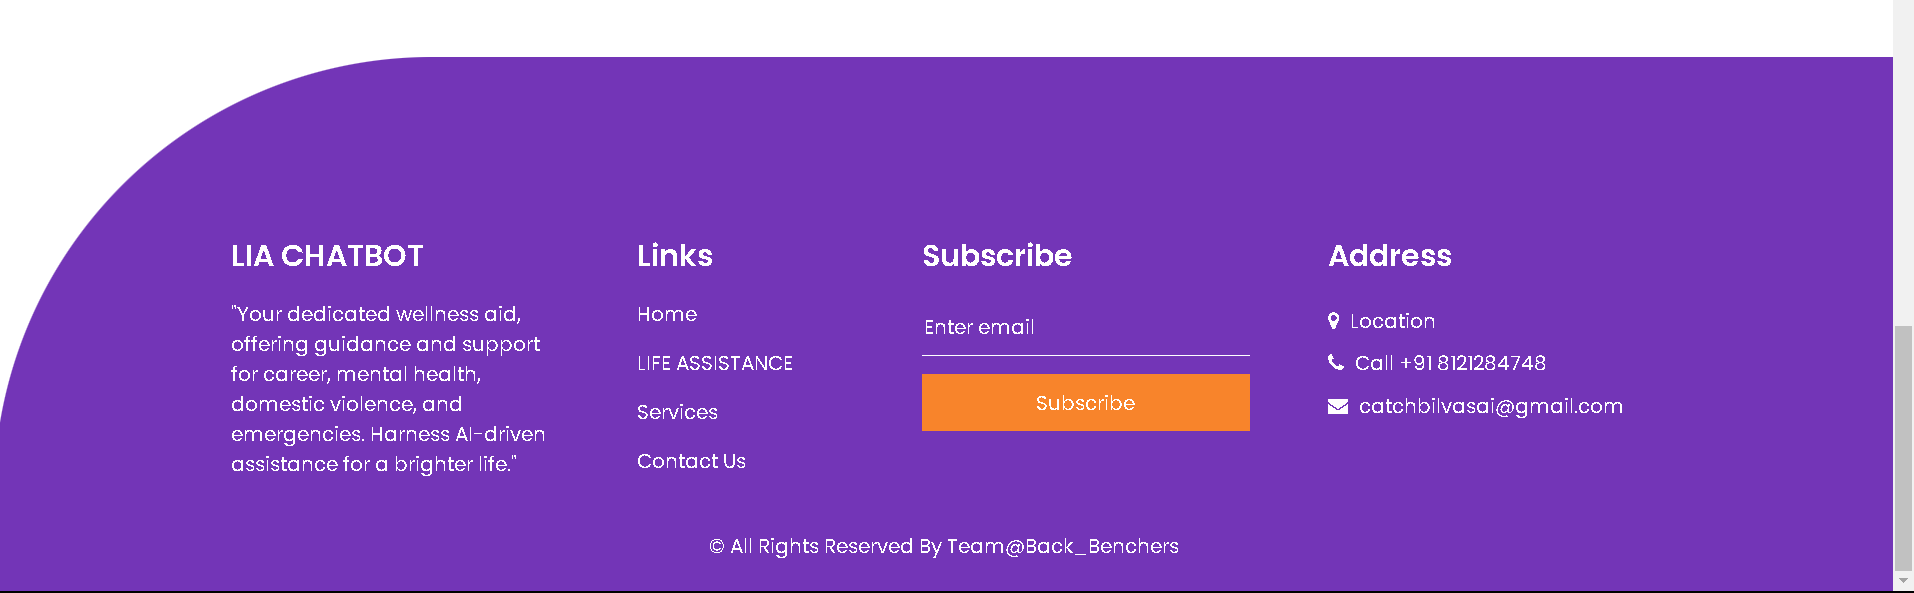 LIA CHATBOT
"Your dedicated wellness aid,
offering guidance and support
for career, mental health,
domestic violence, and
emergencies. Harness AI-driven
assistance for a brighter life."
Links
Home
LIFE ASSISTANCE
Services
Contact Us
Subscribe
Enter email
Subscribe
Address
Location
Call +91 8121284748
catchbilvasai@gmail.com
© All Rights Reserved By Team@Back_Benchers